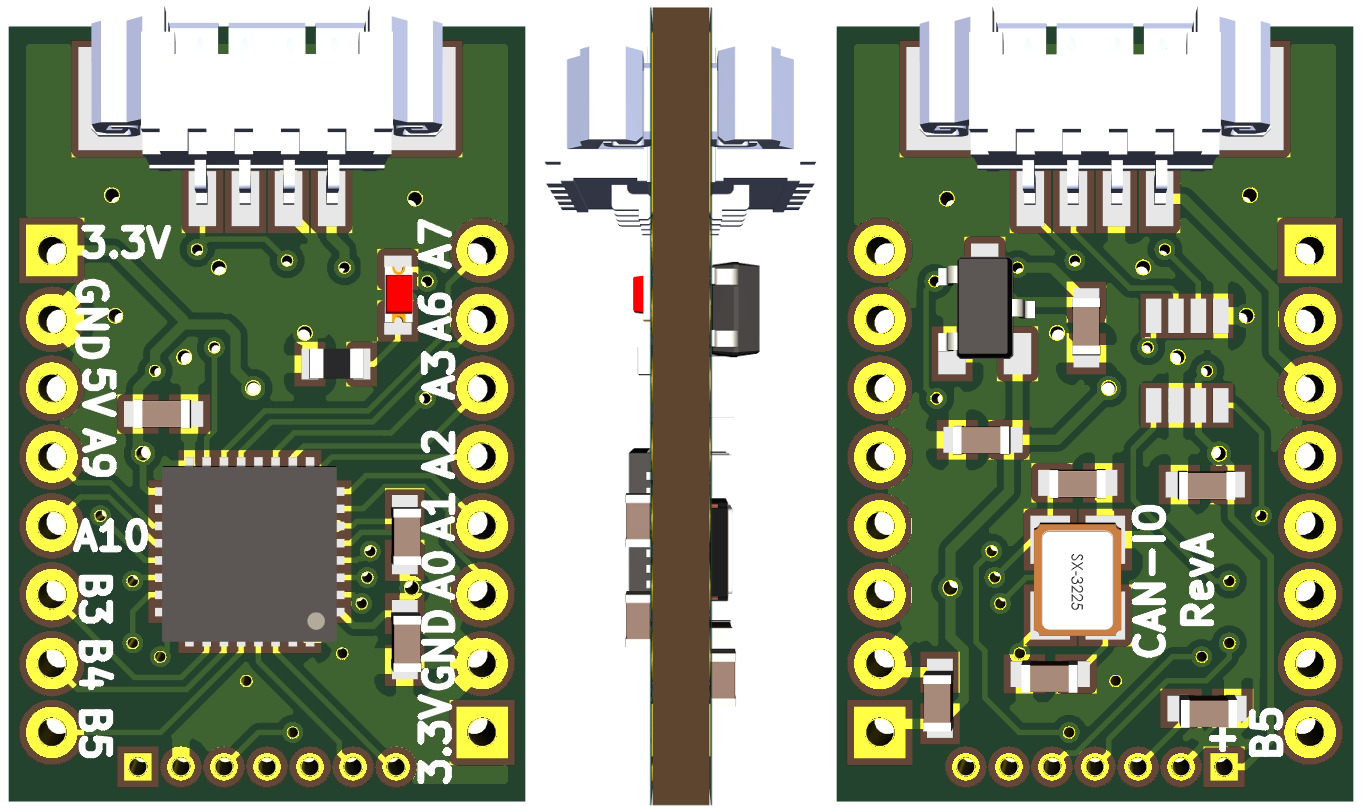 3.3V
GND
5V
A9
A10
B3
B4
B5
A7
A6
A3
A2
A1
A0
GND
3.3V
SX-3225
CAN-IO
RevA
+
B5